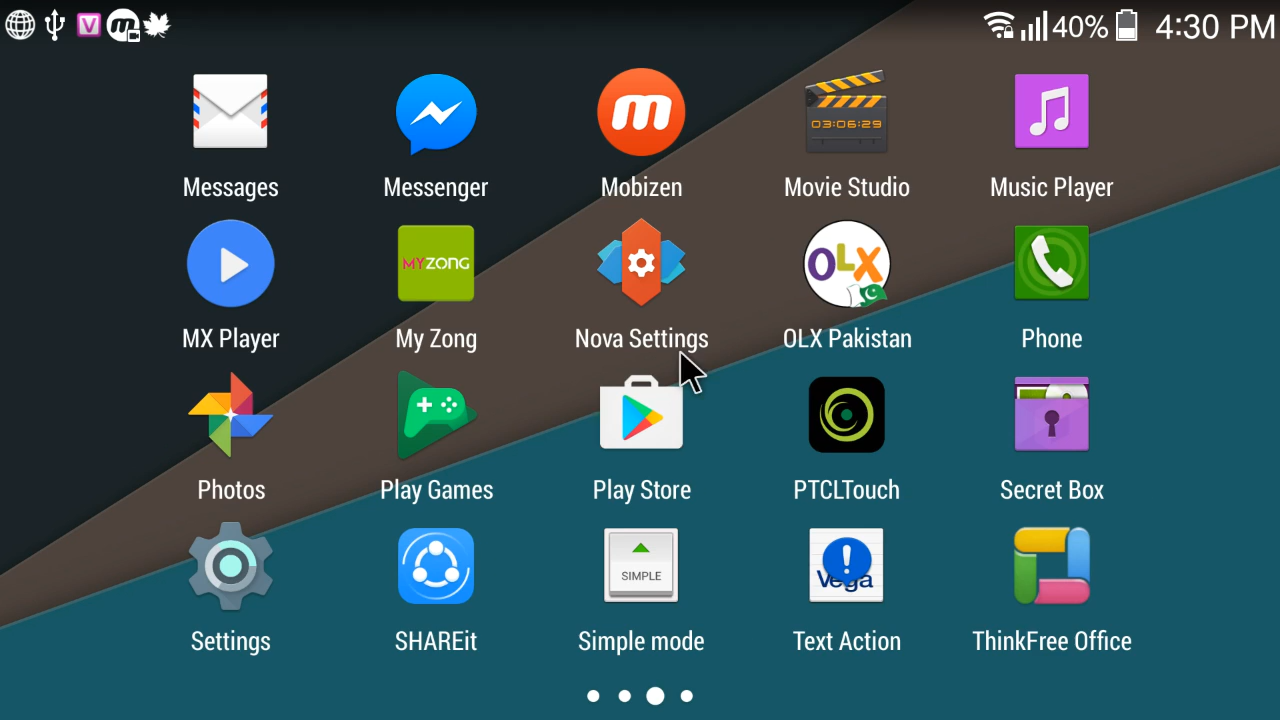 V m 40% 4:30 PM
m 03:06:29
Messages Messenger Mobizen Movie Studio Music Player
MYZONG OLX
MX Player My Zong Nova Settings OLX Pakistan Phone
Photos Play Games Play Store PTCLTouch Secret Box
SIMPLE Vega
Settings SHAREit Simple mode Text Action ThinkFree Office